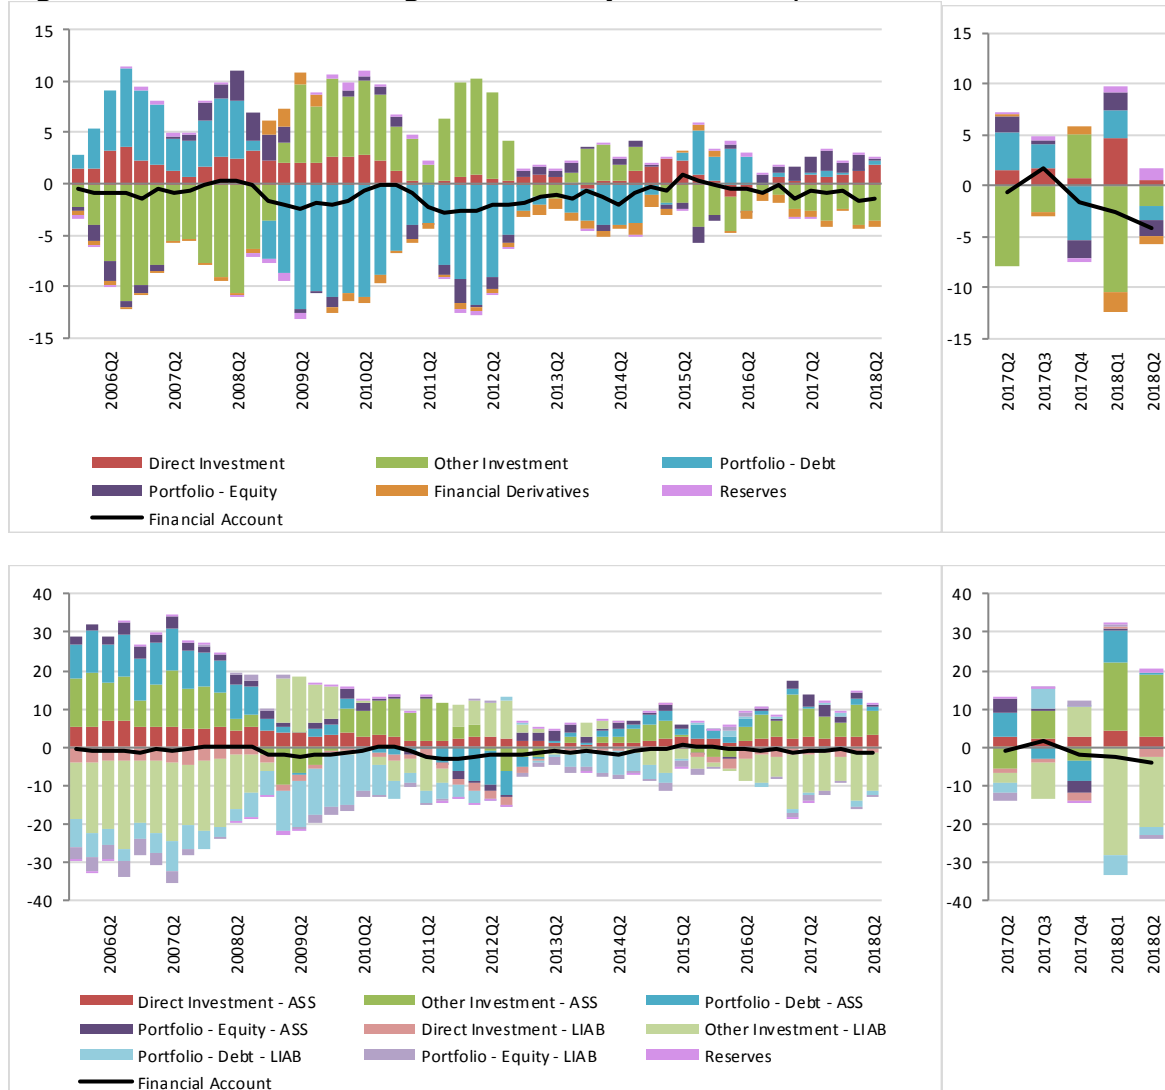 15
10
5
0
-5
-10
-15
2006Q2
2007Q2
2008Q2
2009Q2
2010Q2
2011Q2
2012Q2
2013Q2
2014Q2
2015Q2
2016Q2
2017Q2
2018Q2
Direct Investment Other Investment Portfolio - Debt
Portfolio - Equity Financial Derivatives Reserves
Financial Account
15
10
5
0
-5
-10
-15
2017Q2
2017Q3
2017Q4
2018Q1
2018Q2
40
30
20
10
0
-10
-20
-30
-40
2006Q2
2007Q2
2008Q2
2009Q2
2010Q2
2011Q2
2012Q2
2013Q2
2014Q2
2015Q2
2016Q2
2017Q2
2018Q2
Direct Investment - ASS Other Investment - ASS Portfolio - Debt - ASS
Portfolio - Equity - ASS Direct Investment - LIAB Other Investment - LIAB
Portfolio - Debt - LIAB Portfolio - Equity - LIAB Reserves
Financial Account
40
30
20
10
0
-10
-20
-30
-40
2017Q2
2017Q3
2017Q4
2018Q1
2018Q2